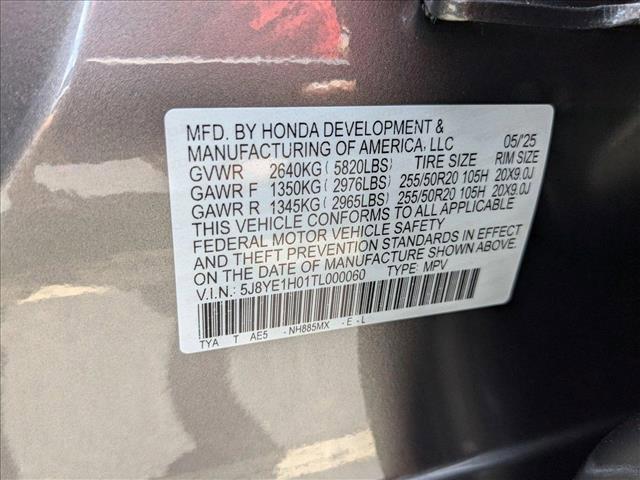 MFD. BY HONDA DEVELOPMENT &
MANUFACTURING OF AMERICA, LLC 05/'25
GVWR 2640KG ( 5820LBS) TIRE SIZE RIM SIZE
GAWR F 1350KG ( 2976LBS) 255/50R20 105H 20X9.0J
GAWR R 1345KG ( 2965LBS) 255/50R20 105H 20X9.0J
THIS VEHICLE CONFORMS TO ALL APPLICABLE
FEDERAL MOTOR VEHICLE SAFETY
AND THEFT PREVENTION STANDARDS IN EFFECT
ON THE DATE OF MANUFACTURE SHOWN ABOVE.
V.I.N.: 5J8YE1H01TL000060 TYPE: MPV
TYA T AE5 - NH885MX - E - L